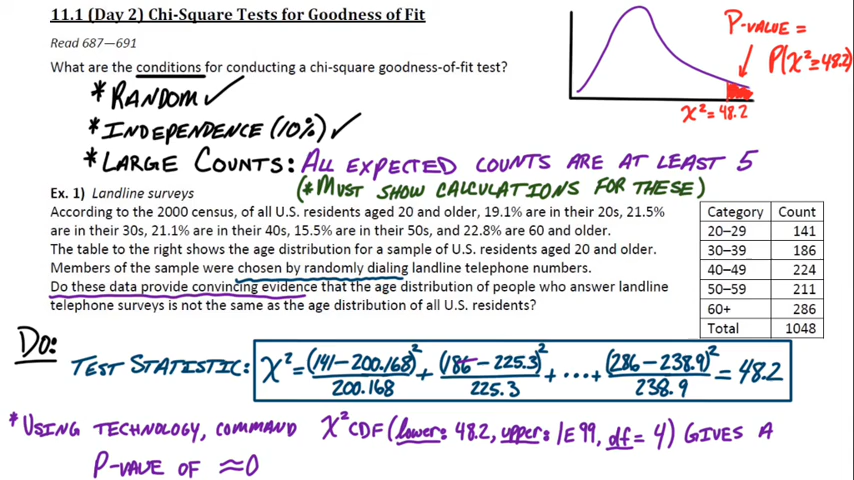 11.1 (Day 2) Chi-Square Tests for Goodness of Fit
Read 687—691
What are the conditions for conducting a chi-square goodness-of-fit test?
* RANDOM ✓
* INDEPENDENCE (10%) ✓
* LARGE COUNTS: ALL EXPECTED COUNTS ARE AT LEAST 5
(* MUST SHOW CALCULATIONS FOR THESE)
P-VALUE =
P(χ²=48.2)
χ²=48.2
Ex. 1) Landline surveys
According to the 2000 census, of all U.S. residents aged 20 and older, 19.1% are in their 20s, 21.5%
are in their 30s, 21.1% are in their 40s, 15.5% are in their 50s, and 22.8% are 60 and older.
The table to the right shows the age distribution for a sample of U.S. residents aged 20 and older.
Members of the sample were chosen by randomly dialing landline telephone numbers.
Do these data provide convincing evidence that the age distribution of people who answer landline
telephone surveys is not the same as the age distribution of all U.S. residents?
Category Count
20–29 141
30–39 186
40–49 224
50–59 211
60+ 286
Total 1048
DO:
TEST STATISTIC: χ² = (141-200.168)²/200.168 + (186-225.3)²/225.3 + .... + (286-238.9)²/238.9 = 48.2
* USING TECHNOLOGY, COMMAND χ²CDF(lower: 48.2, upper: 1E99, df = 4) GIVES A
P-VALUE OF ≈0